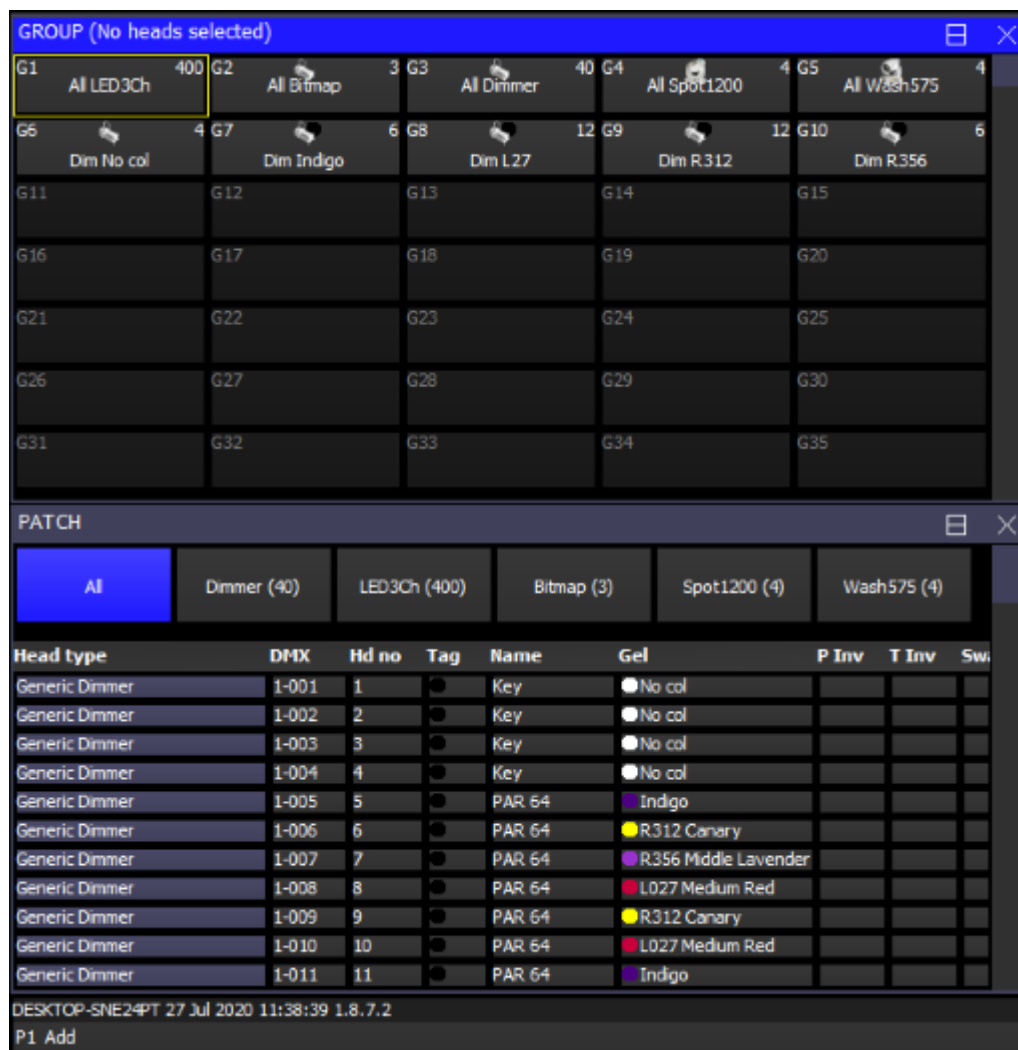 GROUP (No heads selected)
G1 400 G2 3 G3 40 G4 4 G5 4
All LED3Ch All Bitmap All Dimmer All Spot1200 All Wash575
G6 4 G7 6 G8 12 G9 12 G10 6
Dim No col Dim Indigo Dim L27 Dim R312 Dim R356
G11 G12 G13 G14 G15
G16 G17 G18 G19 G20
G21 G22 G23 G24 G25
G26 G27 G28 G29 G30
G31 G32 G33 G34 G35
PATCH
All Dimmer (40) LED3Ch (400) Bitmap (3) Spot1200 (4) Wash575 (4)
Head type DMX Hd no Tag Name Gel P Inv T Inv Swa
Generic Dimmer 1-001 1 Key No col
Generic Dimmer 1-002 2 Key No col
Generic Dimmer 1-003 3 Key No col
Generic Dimmer 1-004 4 Key No col
Generic Dimmer 1-005 5 PAR 64 Indigo
Generic Dimmer 1-006 6 PAR 64 R312 Canary
Generic Dimmer 1-007 7 PAR 64 R356 Middle Lavender
Generic Dimmer 1-008 8 PAR 64 L027 Medium Red
Generic Dimmer 1-009 9 PAR 64 R312 Canary
Generic Dimmer 1-010 10 PAR 64 L027 Medium Red
Generic Dimmer 1-011 11 PAR 64 Indigo
DESKTOP-SNE24PT 27 Jul 2020 11:38:39 1.8.7.2
P1 Add